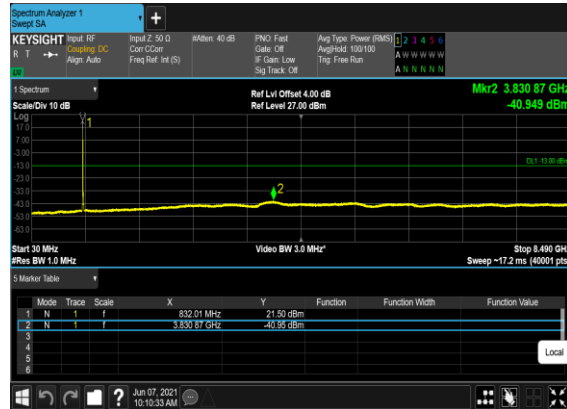 Spectrum Analyzer 1
Swept SA
+
KEYSIGHT Input: RF Input Z: 50 Ω #Atten: 40 dB PNO: Fast Avg Type: Power (RMS) 1 2 3 4 5 6
R T Coupling: DC Corr CCorr Gate: Off Avg|Hold: 100/100 A W W W W W
Align: Auto Freq Ref: Int (S) IF Gain: Low Trig: Free Run
Sig Track: Off A N N N N N
1 Spectrum Ref Lvl Offset 4.00 dB Mkr2 3.830 87 GHz
Scale/Div 10 dB Ref Level 27.00 dBm -40.949 dBm
Log
17.0
7.00
-3.00
-13.0
-23.0
-33.0
-43.0
-53.0
-63.0
1
2
DL1 -13.00 dBm
Start 30 MHz Video BW 3.0 MHz* Stop 8.490 GHz
#Res BW 1.0 MHz Sweep ~17.2 ms (40001 pts)
5 Marker Table
Mode Trace Scale X Y Function Function Width Function Value
1 N 1 f 832.01 MHz 21.50 dBm
2 N 1 f 3.830 87 GHz -40.95 dBm
3
4
5
6
Local
? Jun 07, 2021
10:10:33 AM